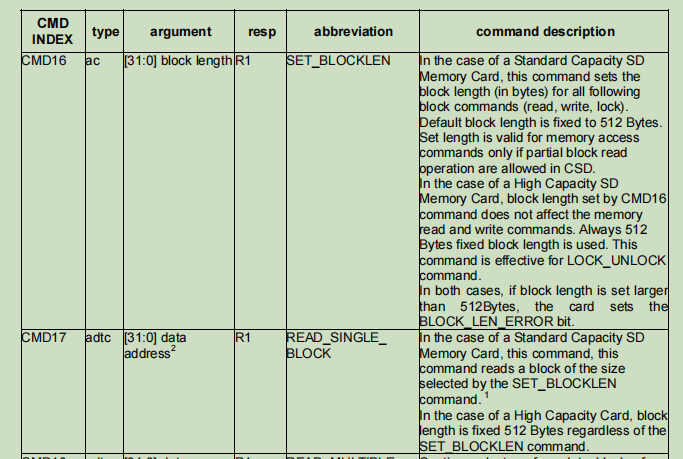 CMD INDEX type argument resp abbreviation command description
CMD16 ac [31:0] block length R1 SET_BLOCKLEN In the case of a Standard Capacity SD
Memory Card, this command sets the
block length (in bytes) for all following
block commands (read, write, lock).
Default block length is fixed to 512 Bytes.
Set length is valid for memory access
commands only if partial block read
operation are allowed in CSD.
In the case of a High Capacity SD
Memory Card, block length set by CMD16
command does not affect the memory
read and write commands. Always 512
Bytes fixed block length is used. This
command is effective for LOCK_UNLOCK
command.
In both cases, if block length is set larger
than 512Bytes, the card sets the
BLOCK_LEN_ERROR bit.
CMD17 adtc [31:0] data R1 READ_SINGLE_ In the case of a Standard Capacity SD
address2 BLOCK Memory Card, this command, this
command reads a block of the size
selected by the SET_BLOCKLEN
command. 1
In the case of a High Capacity Card, block
length is fixed 512 Bytes regardless of the
SET_BLOCKLEN command.